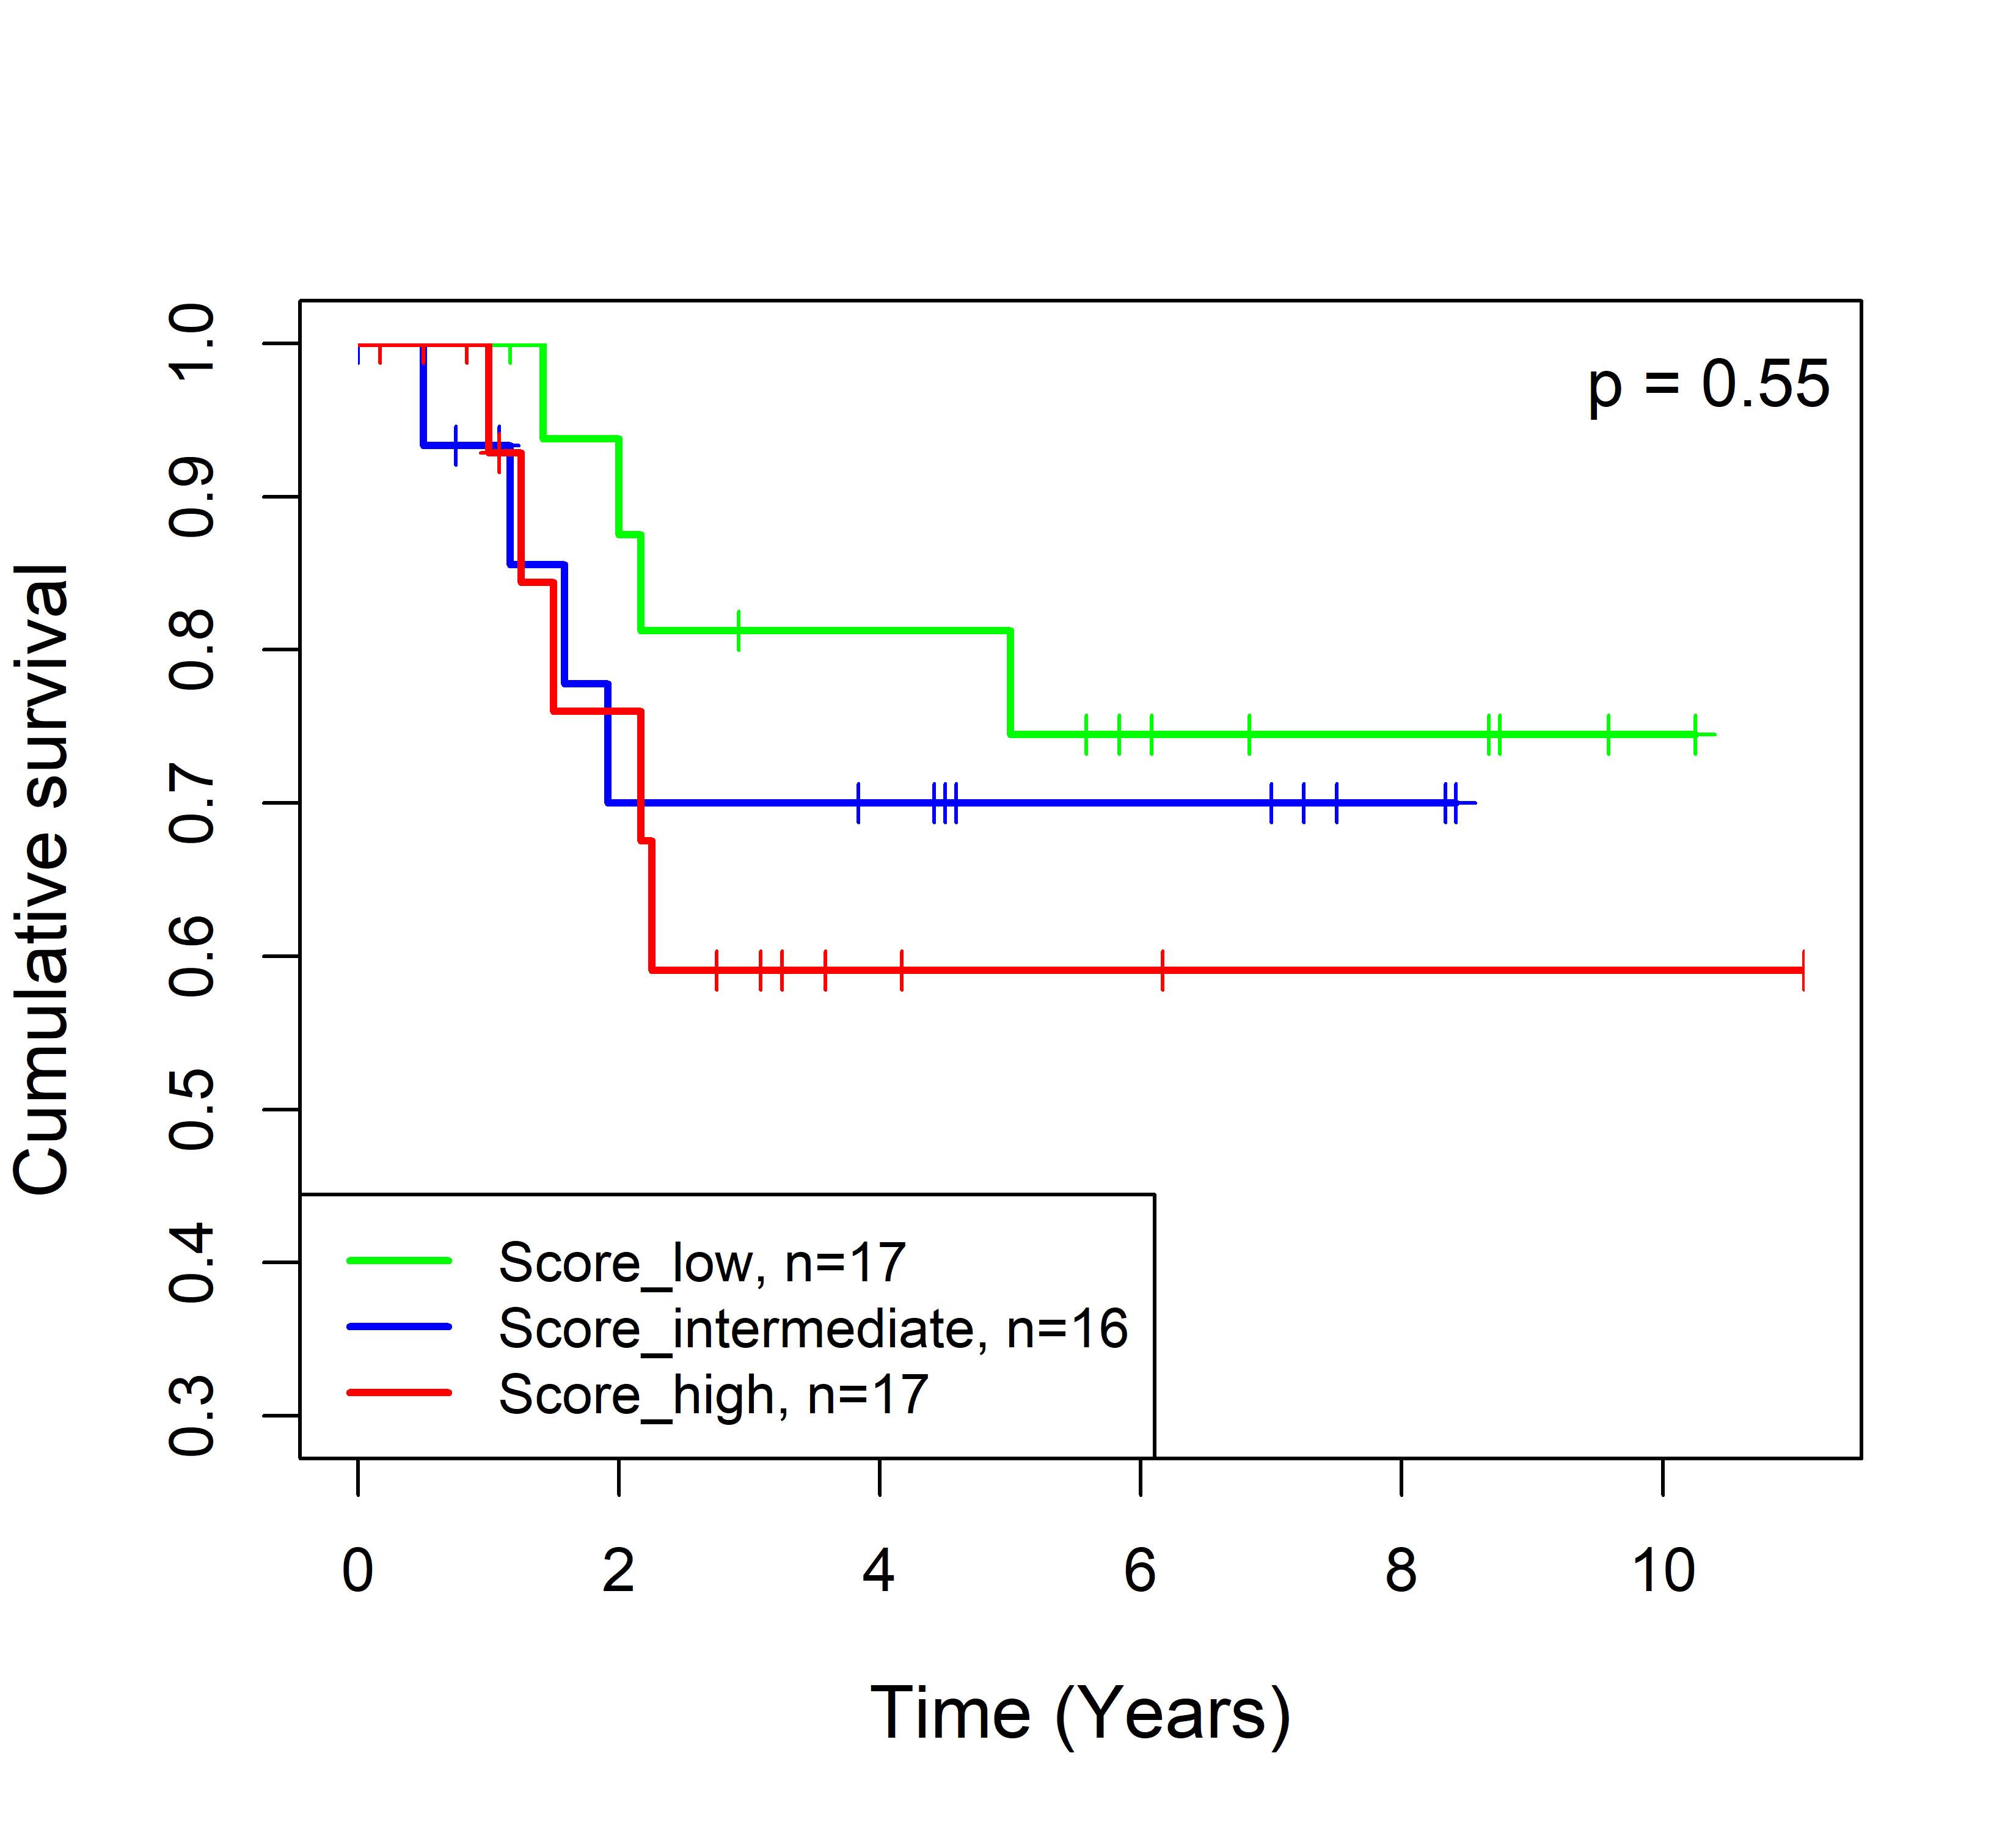 p = 0.55
Cumulative survival
1.0
0.9
0.8
0.7
0.6
0.5
0.4
0.3
Score_low, n=17
Score_intermediate, n=16
Score_high, n=17
0 2 4 6 8 10
Time (Years)